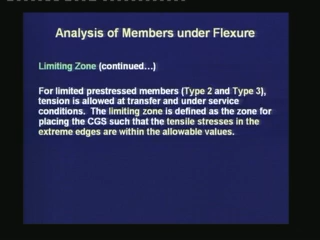 Analysis of Members under Flexure
Limiting Zone (continued…)
For limited prestressed members (Type 2 and Type 3),
tension is allowed at transfer and under service
conditions. The limiting zone is defined as the zone for
placing the CGS such that the tensile stresses in the
extreme edges are within the allowable values.